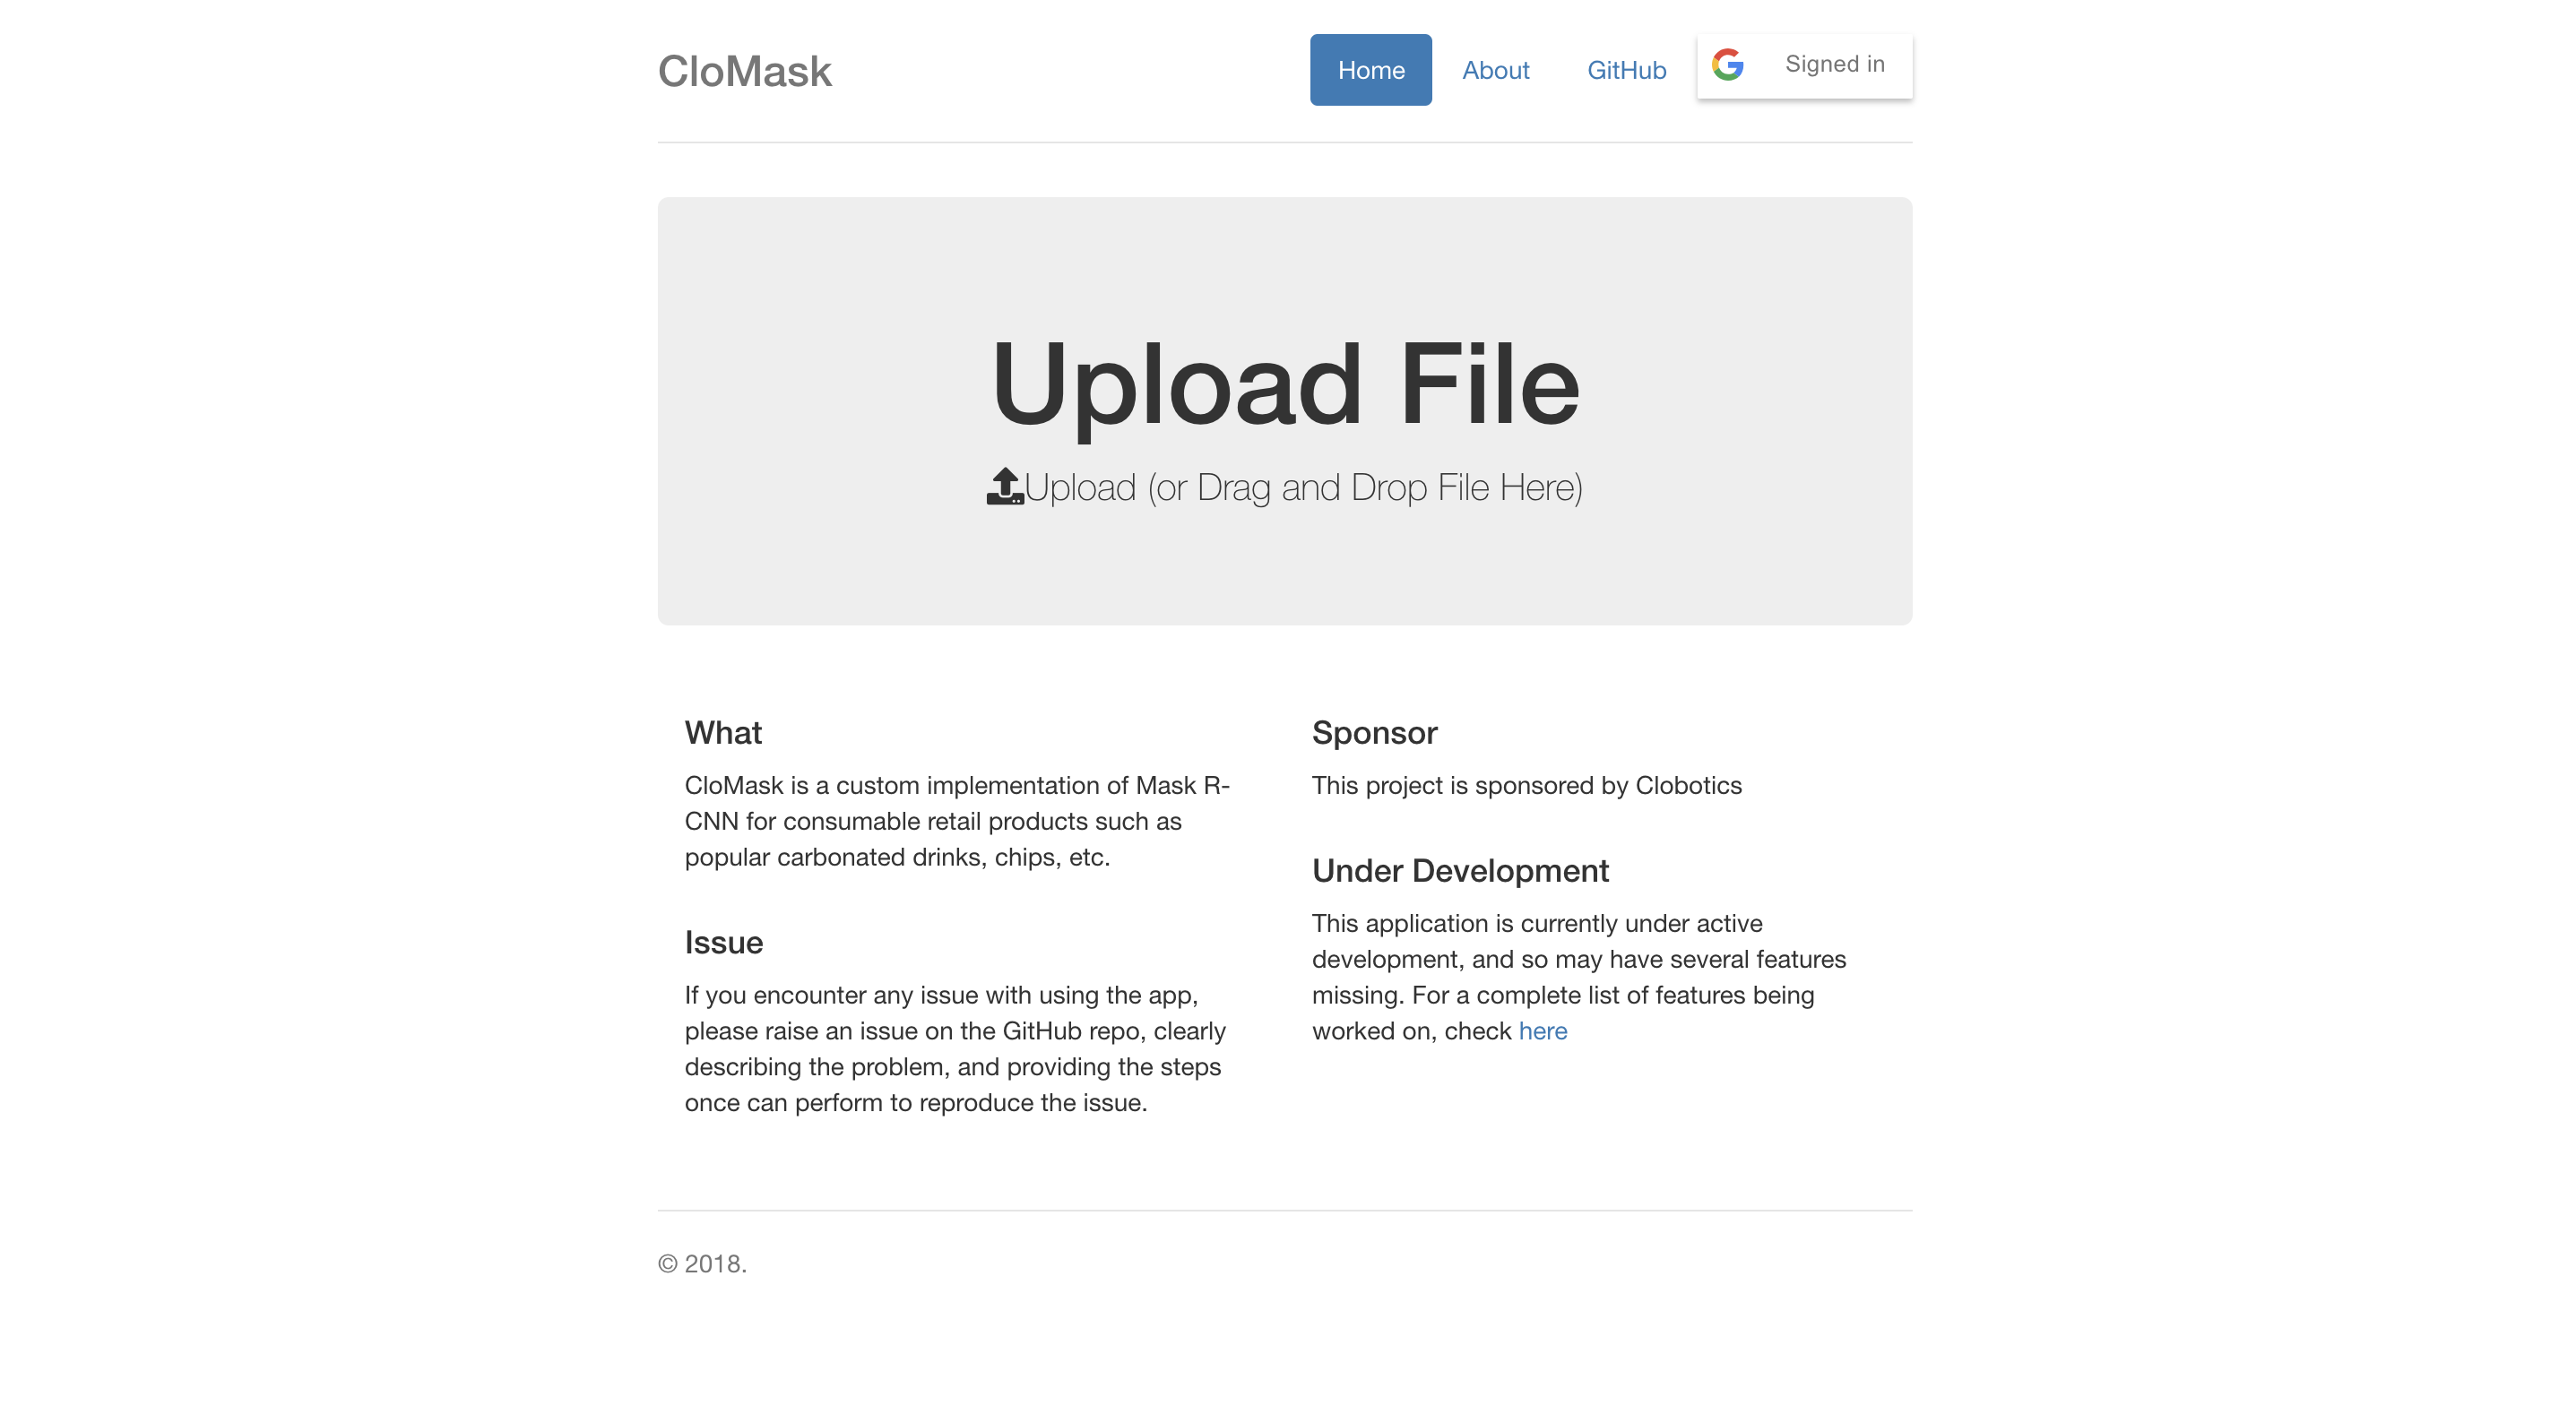 CloMask
Home
About
GitHub
Signed in
Upload File
Upload (or Drag and Drop File Here)
What
CloMask is a custom implementation of Mask R-
CNN for consumable retail products such as
popular carbonated drinks, chips, etc.
Issue
If you encounter any issue with using the app,
please raise an issue on the GitHub repo, clearly
describing the problem, and providing the steps
once can perform to reproduce the issue.
Sponsor
This project is sponsored by Clobotics
Under Development
This application is currently under active
development, and so may have several features
missing. For a complete list of features being
worked on, check here
© 2018.